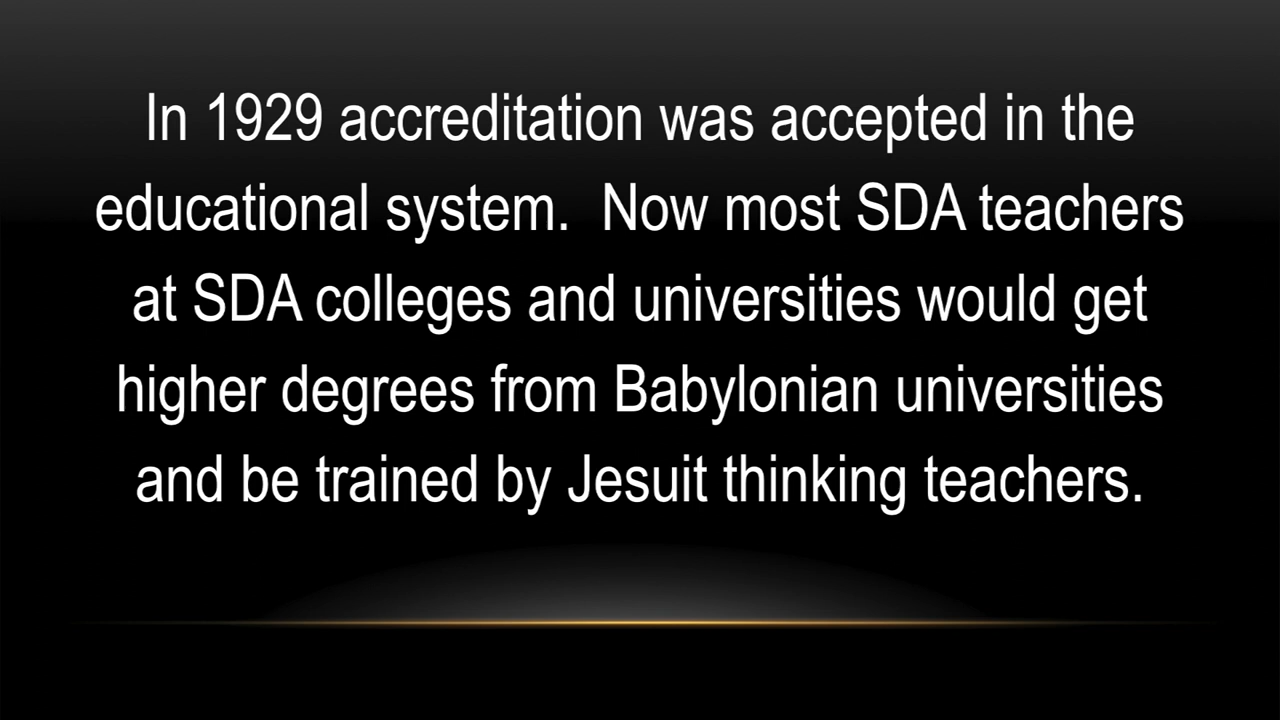 In 1929 accreditation was accepted in the
educational system.  Now most SDA teachers
at SDA colleges and universities would get
higher degrees from Babylonian universities
and be trained by Jesuit thinking teachers.